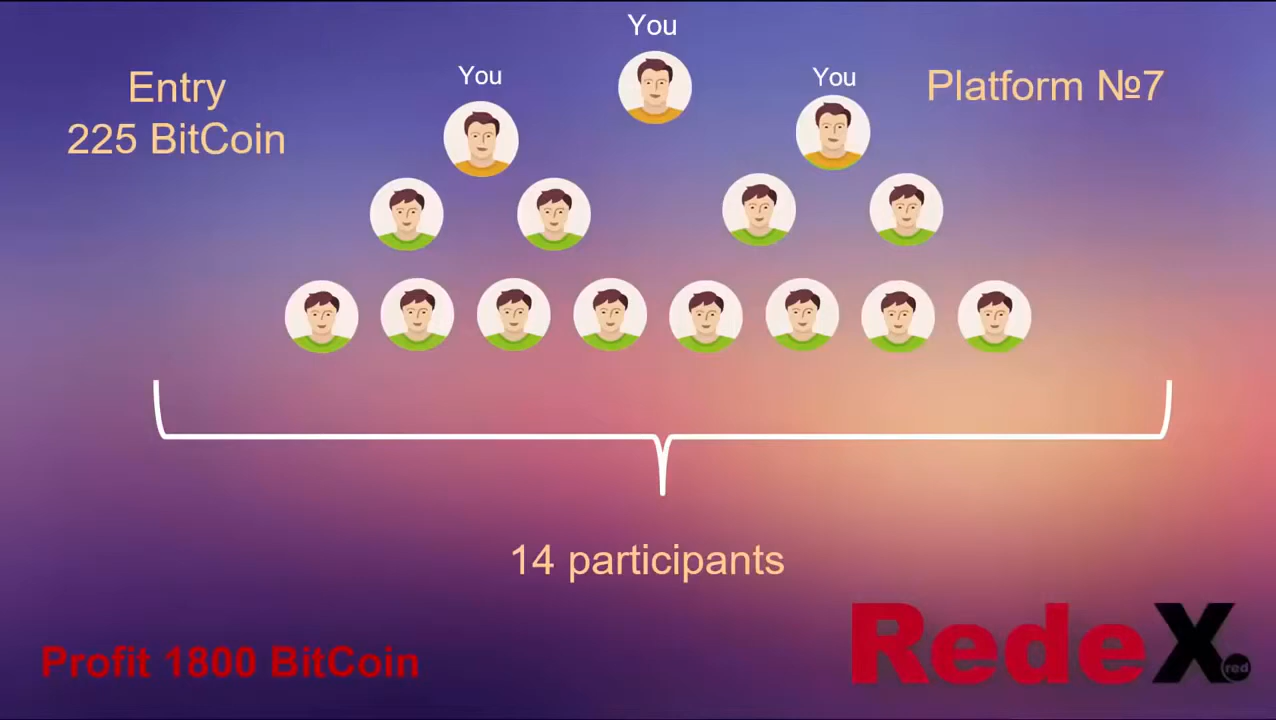 You
You
You
Entry
225 BitCoin
Platform №7
14 participants
Profit 1800 BitCoin
RedeX
red